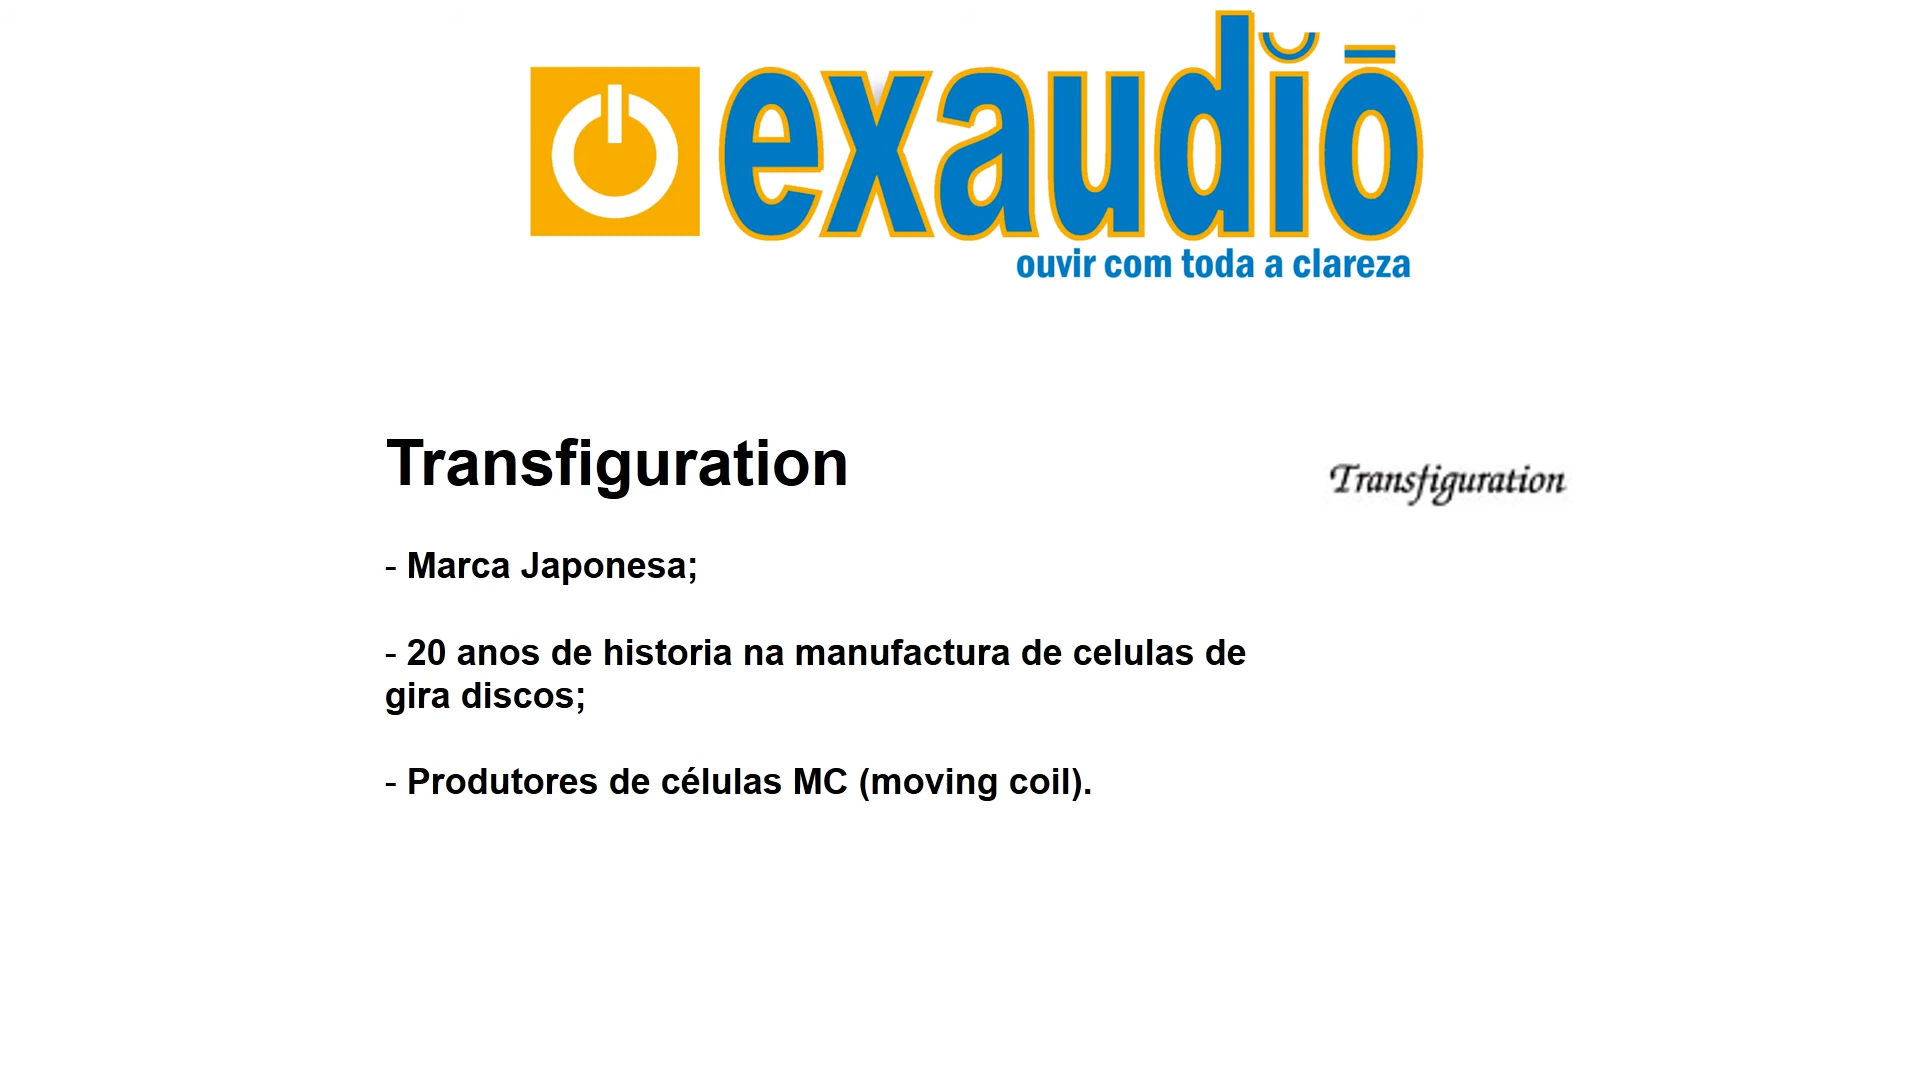 exaudĭō
ouvir com toda a clareza
Transfiguration
Transfiguration
- Marca Japonesa;
- 20 anos de historia na manufactura de celulas de
gira discos;
- Produtores de células MC (moving coil).